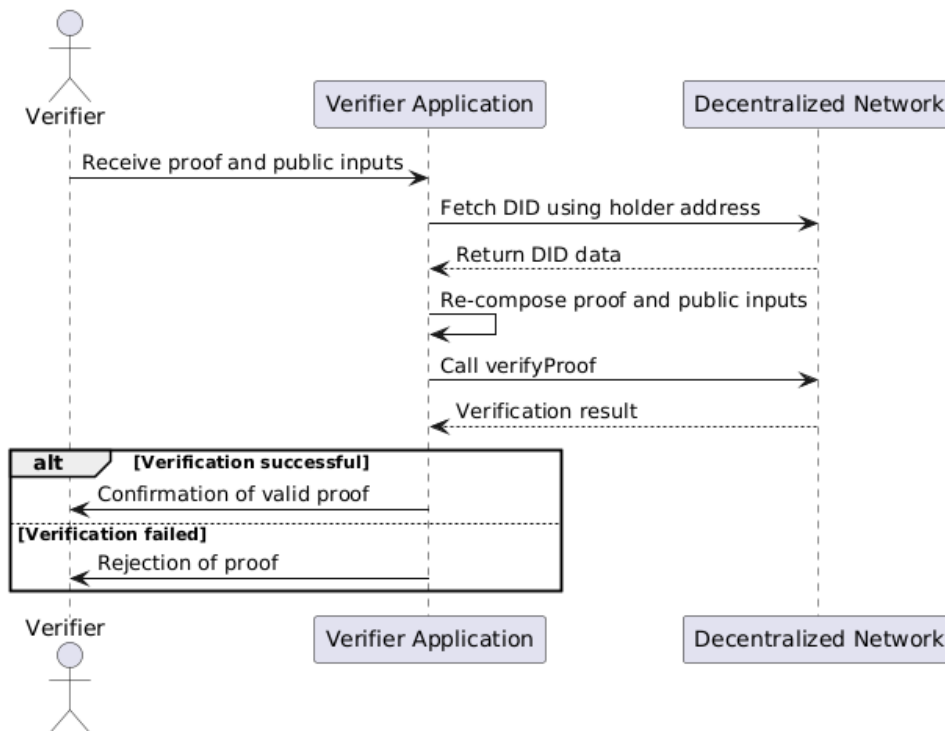 Verifier
Verifier Application
Decentralized Network
Receive proof and public inputs
Fetch DID using holder address
Return DID data
Re-compose proof and public inputs
Call verifyProof
Verification result
alt [Verification successful]
Confirmation of valid proof
[Verification failed]
Rejection of proof
Verifier
Verifier Application
Decentralized Network